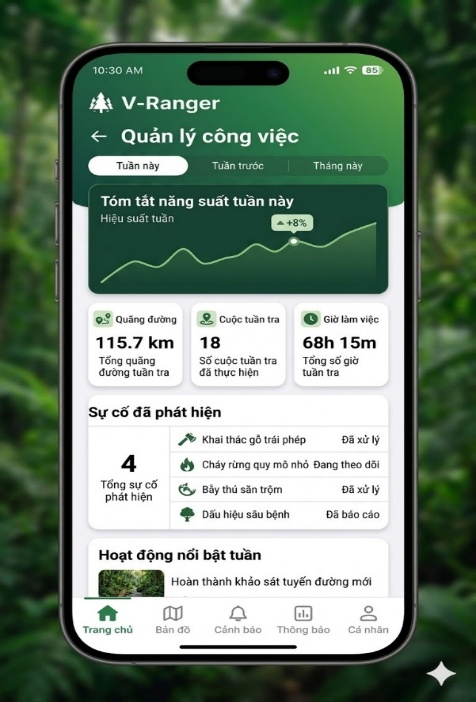 10:30 AM 85
V-Ranger
← Quản lý công việc
Tuần này Tuần trước Tháng này
Tóm tắt năng suất tuần này
Hiệu suất tuần
+8%
Quãng đường
115.7 km
Tổng quãng
đường tuần tra
Cuộc tuần tra
18
Số cuộc tuần tra
đã thực hiện
Giờ làm việc
68h 15m
Tổng số giờ
tuần tra
Sự cố đã phát hiện
4
Tổng sự cố
phát hiện
Khai thác gỗ trái phép Đã xử lý
Cháy rừng quy mô nhỏ Đang theo dõi
Bẫy thú săn trộm Đã xử lý
Dấu hiệu sâu bệnh Đã báo cáo
Hoạt động nổi bật tuần
Hoàn thành khảo sát tuyến đường mới
Trang chủ Bản đồ Cảnh báo Thông báo Cá nhân